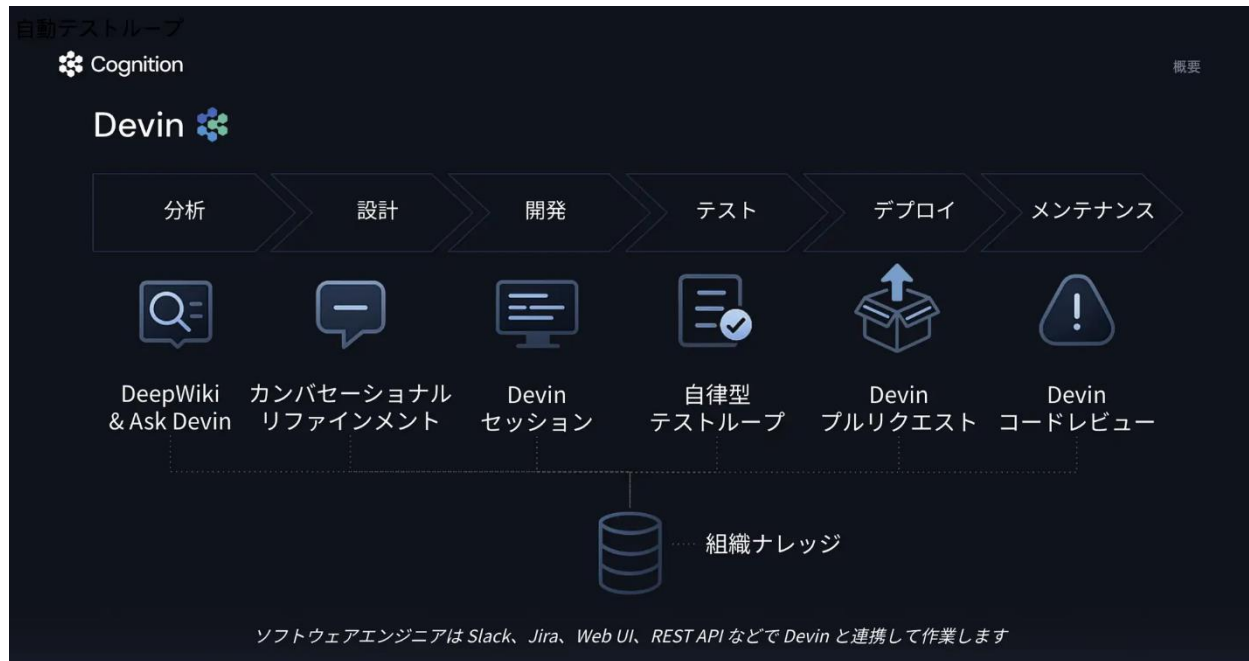 自動テストループ
Cognition
概要
Devin
分析
設計
開発
テスト
デプロイ
メンテナンス
DeepWiki
& Ask Devin
カンバセーショナル
リファインメント
Devin
セッション
自律型
テストループ
Devin
プルリクエスト
Devin
コードレビュー
組織ナレッジ
ソフトウェアエンジニアは Slack、Jira、Web UI、REST API などで Devin と連携して作業します